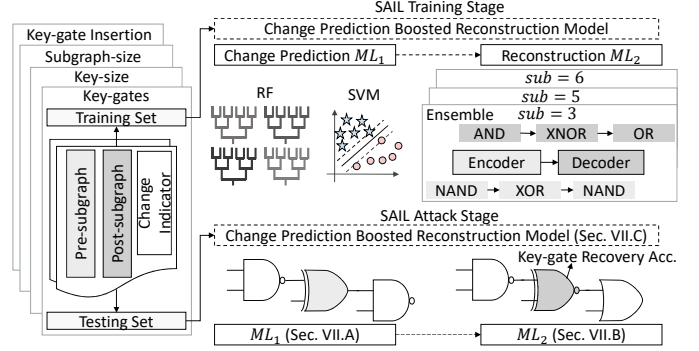 SAIL Training Stage
Key-gate Insertion
Subgraph-size
Key-size
Key-gates
Training Set
Pre-subgraph
Post-subgraph
Change
Indicator
Testing Set
Change Prediction Boosted Reconstruction Model
Change Prediction ML₁
Reconstruction ML₂
RF
SVM
sub = 6
sub = 5
Ensemble sub = 3
AND XNOR OR
Encoder Decoder
NAND XOR NAND
SAIL Attack Stage
Change Prediction Boosted Reconstruction Model (Sec. VII.C)
Key-gate Recovery Acc.
ML₁ (Sec. VII.A)
ML₂ (Sec. VII.B)